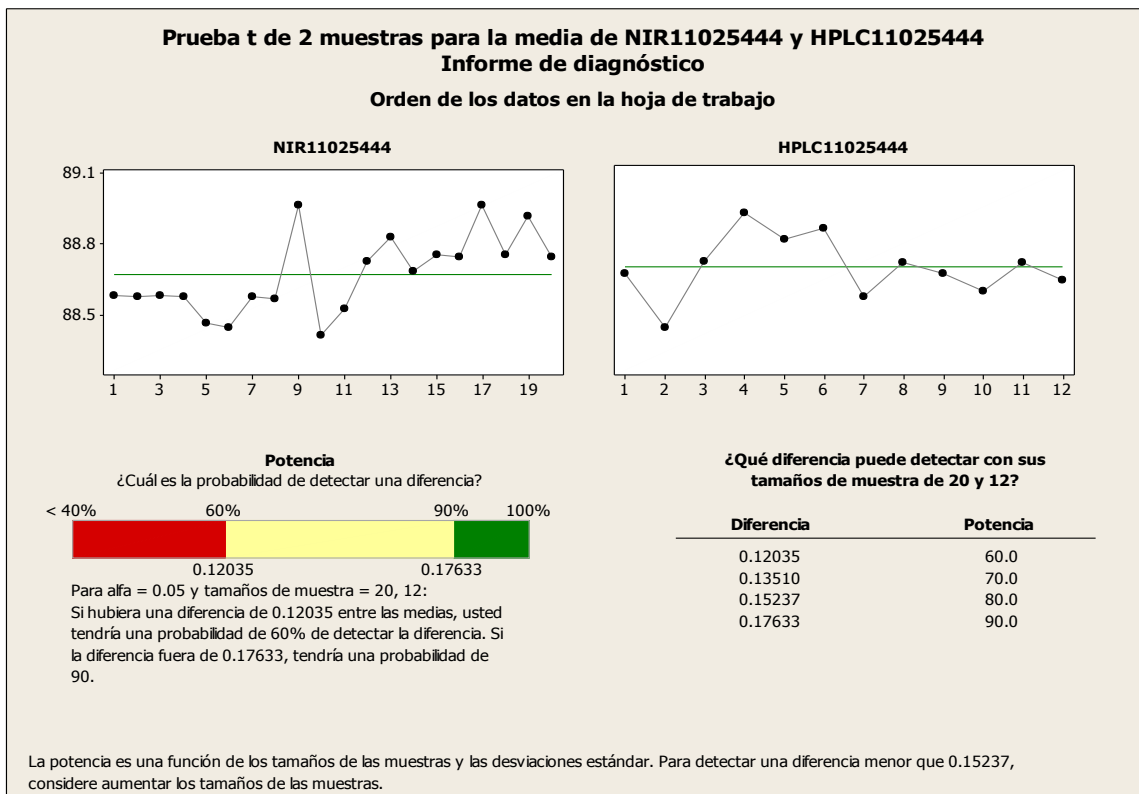 Prueba t de 2 muestras para la media de NIR11025444 y HPLC11025444
Informe de diagnóstico
Orden de los datos en la hoja de trabajo
NIR11025444
89.1
88.8
88.5
1 3 5 7 9 11 13 15 17 19
HPLC11025444
1 2 3 4 5 6 7 8 9 10 11 12
Potencia
¿Cuál es la probabilidad de detectar una diferencia?
< 40% 60% 90% 100%
0.12035 0.17633
Para alfa = 0.05 y tamaños de muestra = 20, 12:
Si hubiera una diferencia de 0.12035 entre las medias, usted
tendría una probabilidad de 60% de detectar la diferencia. Si
la diferencia fuera de 0.17633, tendría una probabilidad de
90.
¿Qué diferencia puede detectar con sus
tamaños de muestra de 20 y 12?
Diferencia Potencia
0.12035 60.0
0.13510 70.0
0.15237 80.0
0.17633 90.0
La potencia es una función de los tamaños de las muestras y las desviaciones estándar. Para detectar una diferencia menor que 0.15237,
considere aumentar los tamaños de las muestras.